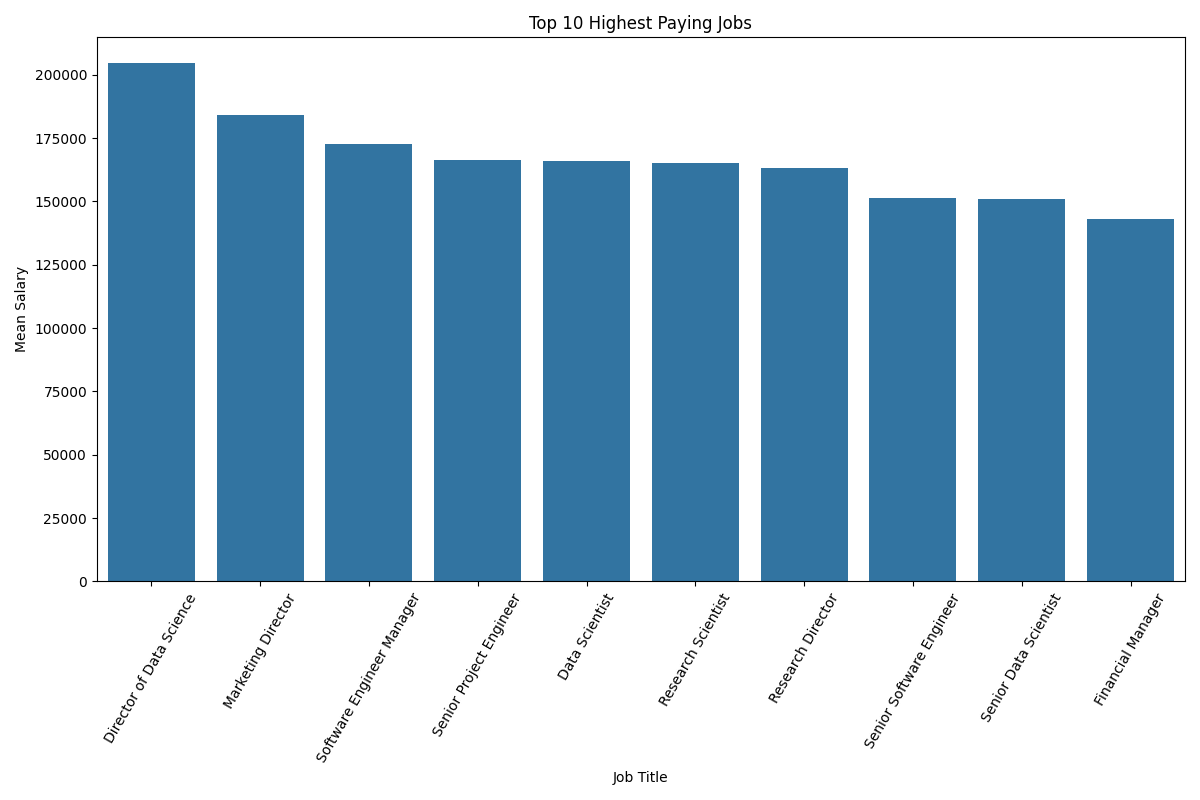 Top 10 Highest Paying Jobs
200000
175000
150000
125000
100000
75000
50000
25000
0
Mean Salary
Director of Data Science
Marketing Director
Software Engineer Manager
Senior Project Engineer
Data Scientist
Research Scientist
Research Director
Senior Software Engineer
Senior Data Scientist
Financial Manager
Job Title